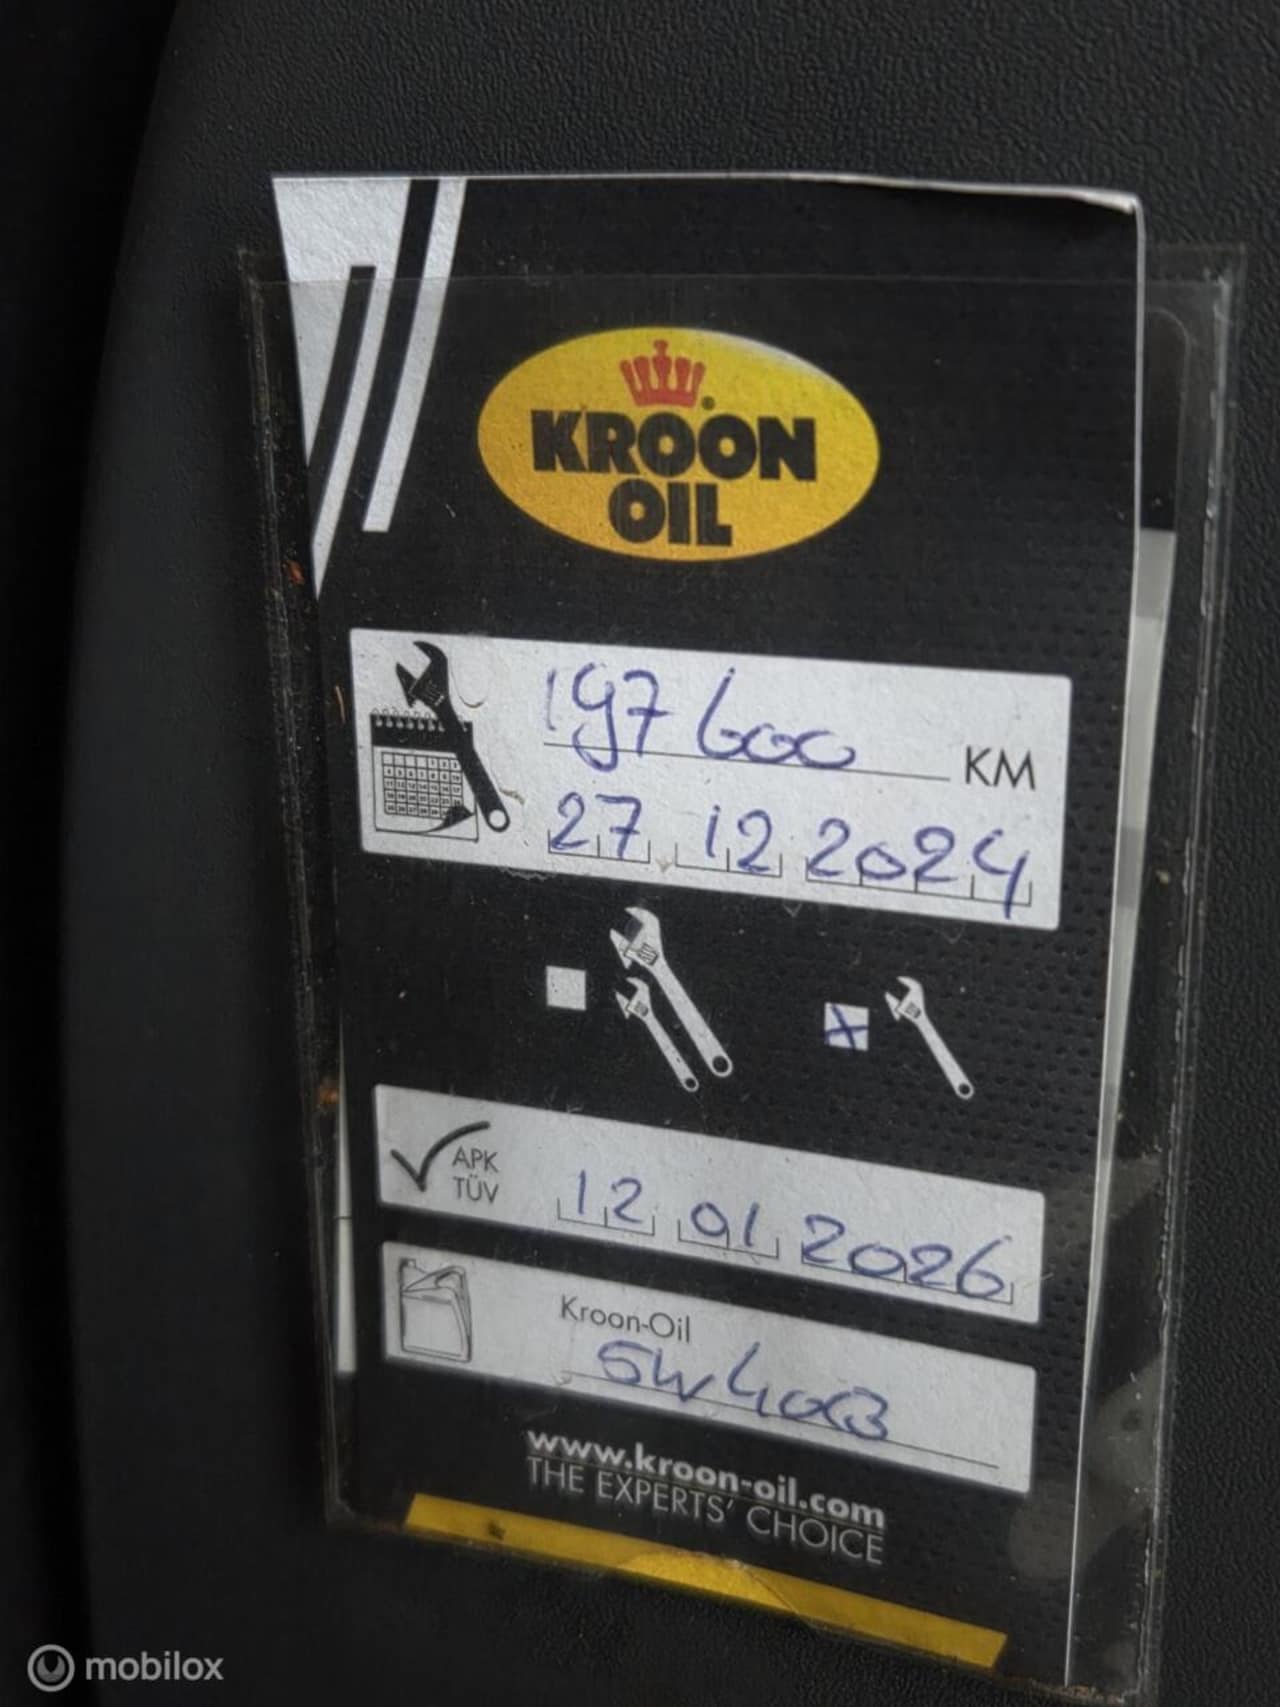 KROON
OIL
197600 KM
27 12 2024
APK
TÜV
12 01 2026
Kroon-Oil
5W40
www.kroon-oil.com
THE EXPERTS' CHOICE
mobilox